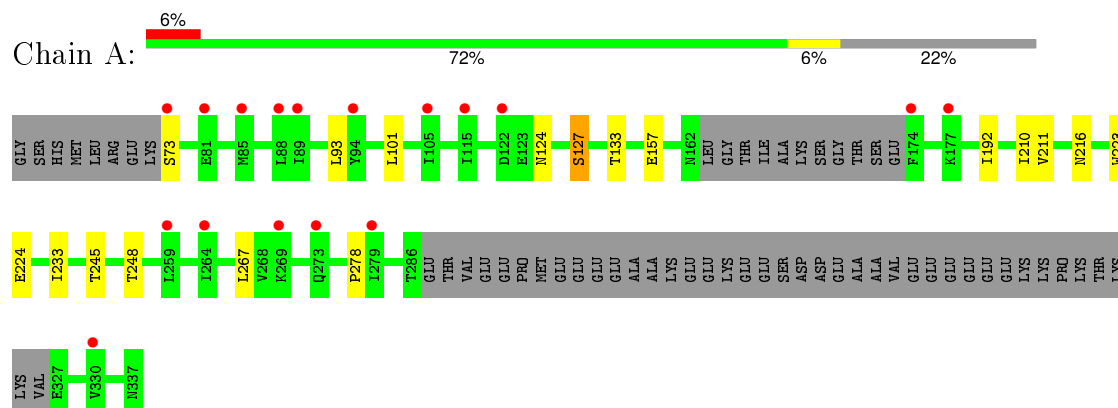 6%
Chain A:
72% 6% 22%
GLY SER HIS MET LEU ARG GLU LYS S73 E81 M85 L88 I89 L93 Y94 L101 I105 I115 D122 E123 N124 S127 T133 E157 N162 LEU GLY THR ILE ALA LYS SER GLY THR SER GLU F174 K177 I192 I210 V211 N216 W223
E224 I233 T245 T248 L259 I264 L267 V268 K269 Q273 P278 I279 T286 GLU THR VAL GLU GLU PRO MET GLU GLU GLU GLU ALA ALA LYS GLU GLU LYS GLU GLU SER ASP ASP GLU ALA ALA VAL GLU GLU GLU GLU GLU GLU LYS LYS PRO LYS THR LYS
LYS VAL E327 V330 N337